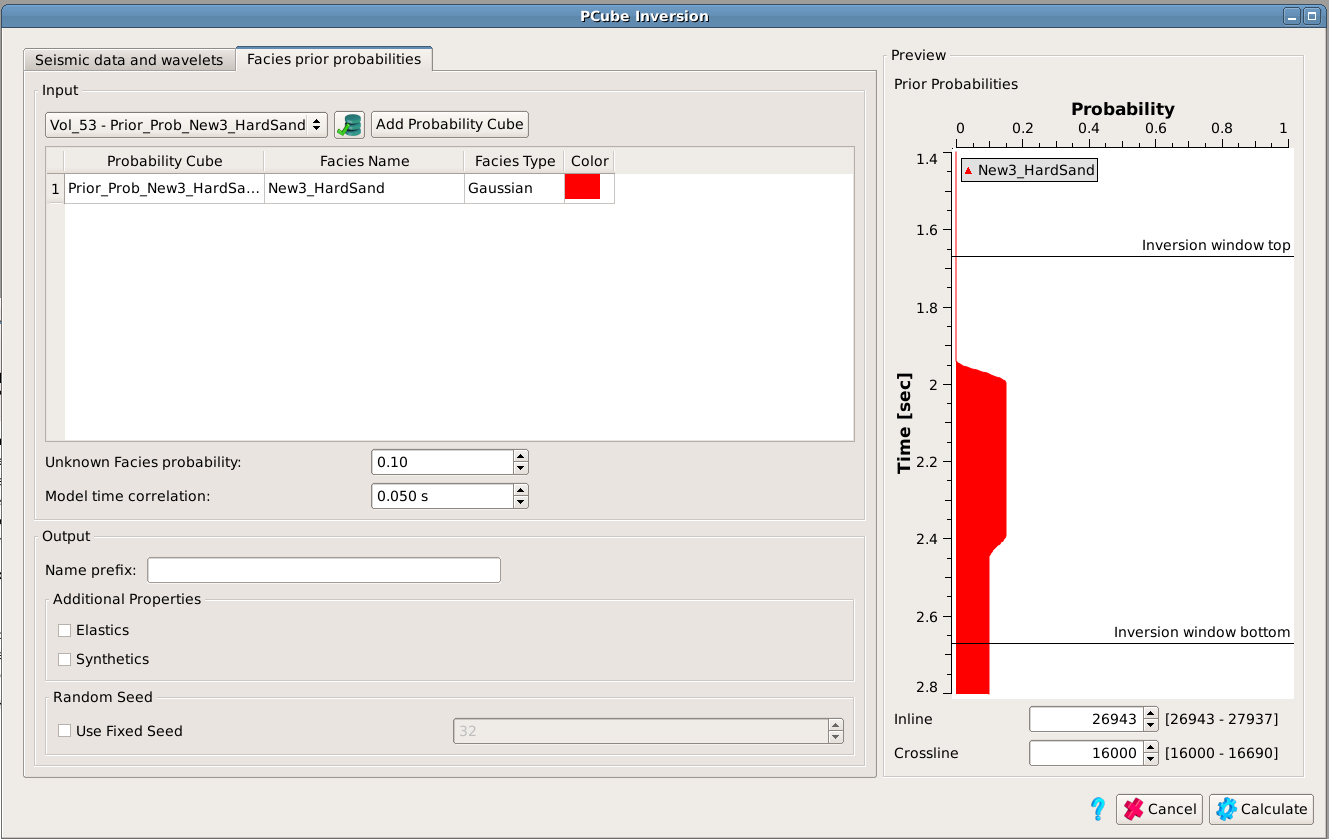 PCube Inversion
Seismic data and wavelets
Facies prior probabilities
Input
Vol_53 - Prior_Prob_New3_HardSand
Add Probability Cube
Probability Cube Facies Name Facies Type Color
1 Prior_Prob_New3_HardSa... New3_HardSand Gaussian
Unknown Facies probability: 0.10
Model time correlation: 0.050 s
Output
Name prefix:
Additional Properties
Elastics
Synthetics
Random Seed
Use Fixed Seed 32
Preview
Prior Probabilities
Probability
0 0.2 0.4 0.6 0.8 1
Time [sec]
1.4
New3_HardSand
1.6
Inversion window top
1.8
2
2.2
2.4
2.6
Inversion window bottom
2.8
Inline 26943 [26943 - 27937]
Crossline 16000 [16000 - 16690]
? Cancel Calculate